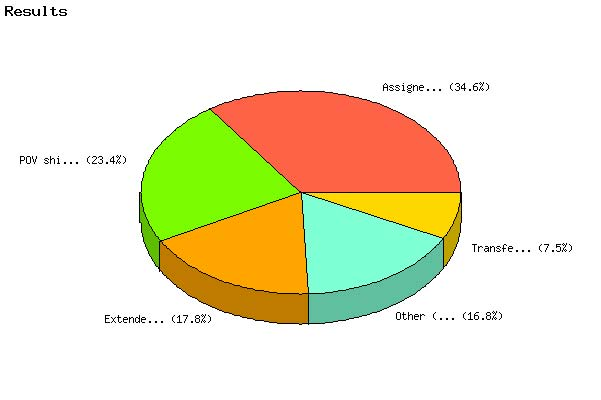 Results
Assigne... (34.6%)
POV shi... (23.4%)
Transfe... (7.5%)
Extende... (17.8%)
Other (... (16.8%)